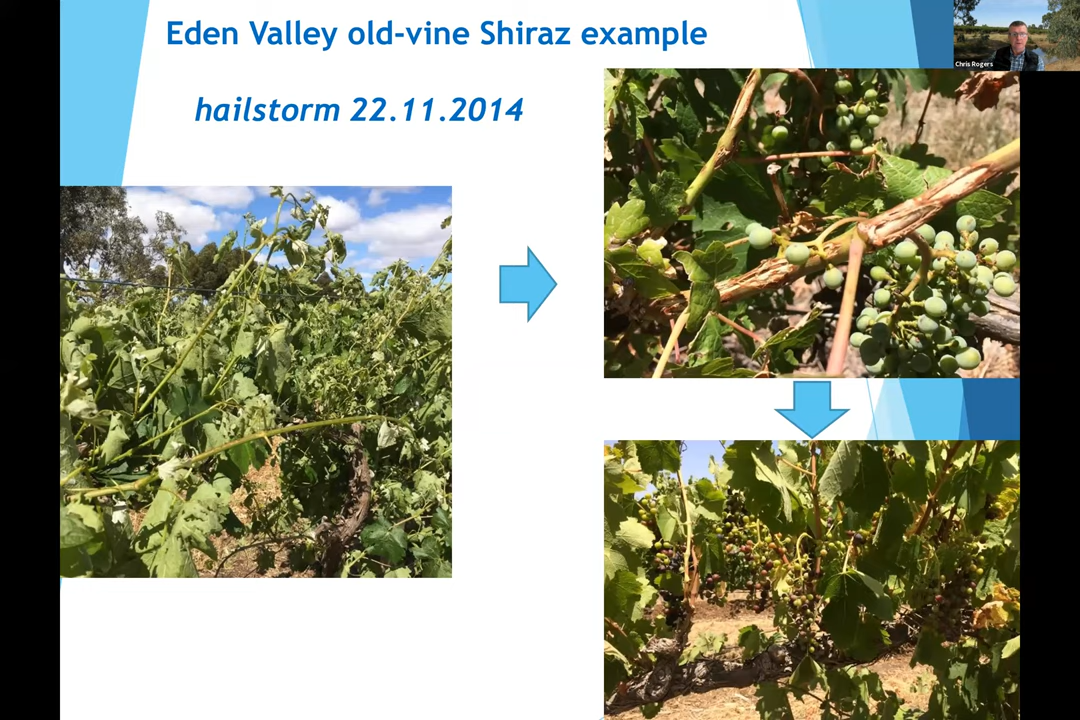 Eden Valley old-vine Shiraz example
Chris Rogers
hailstorm 22.11.2014